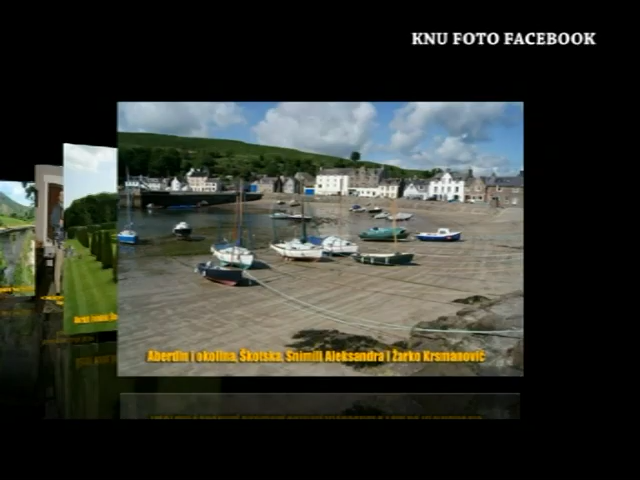 KNU FOTO FACEBOOK
Aberdin i okolina, Škotska. Snimili Aleksandra i Žarko Krsmanović